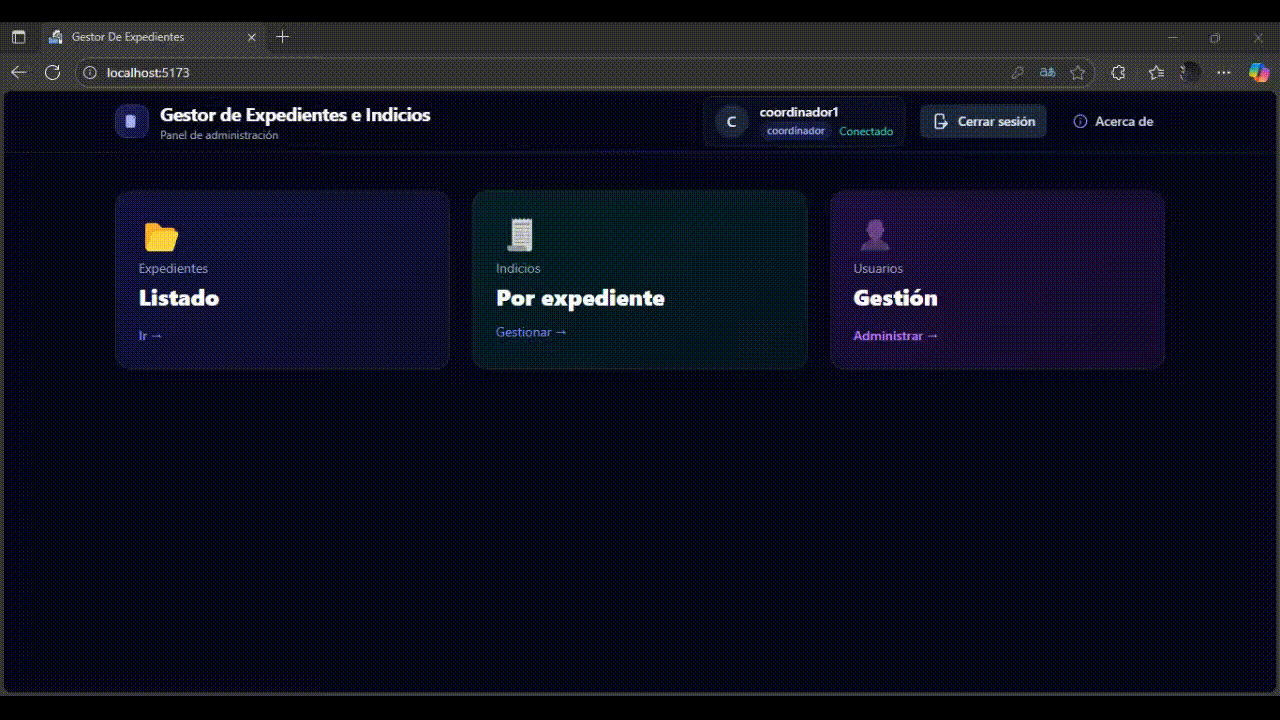 Gestor De Expedientes
localhost:5173
Gestor de Expedientes e Indicios
Panel de administración
C
coordinador1
coordinador Conectado
Cerrar sesión
Acerca de
Expedientes
Listado
Ir →
Indicios
Por expediente
Gestionar →
Usuarios
Gestión
Administrar →